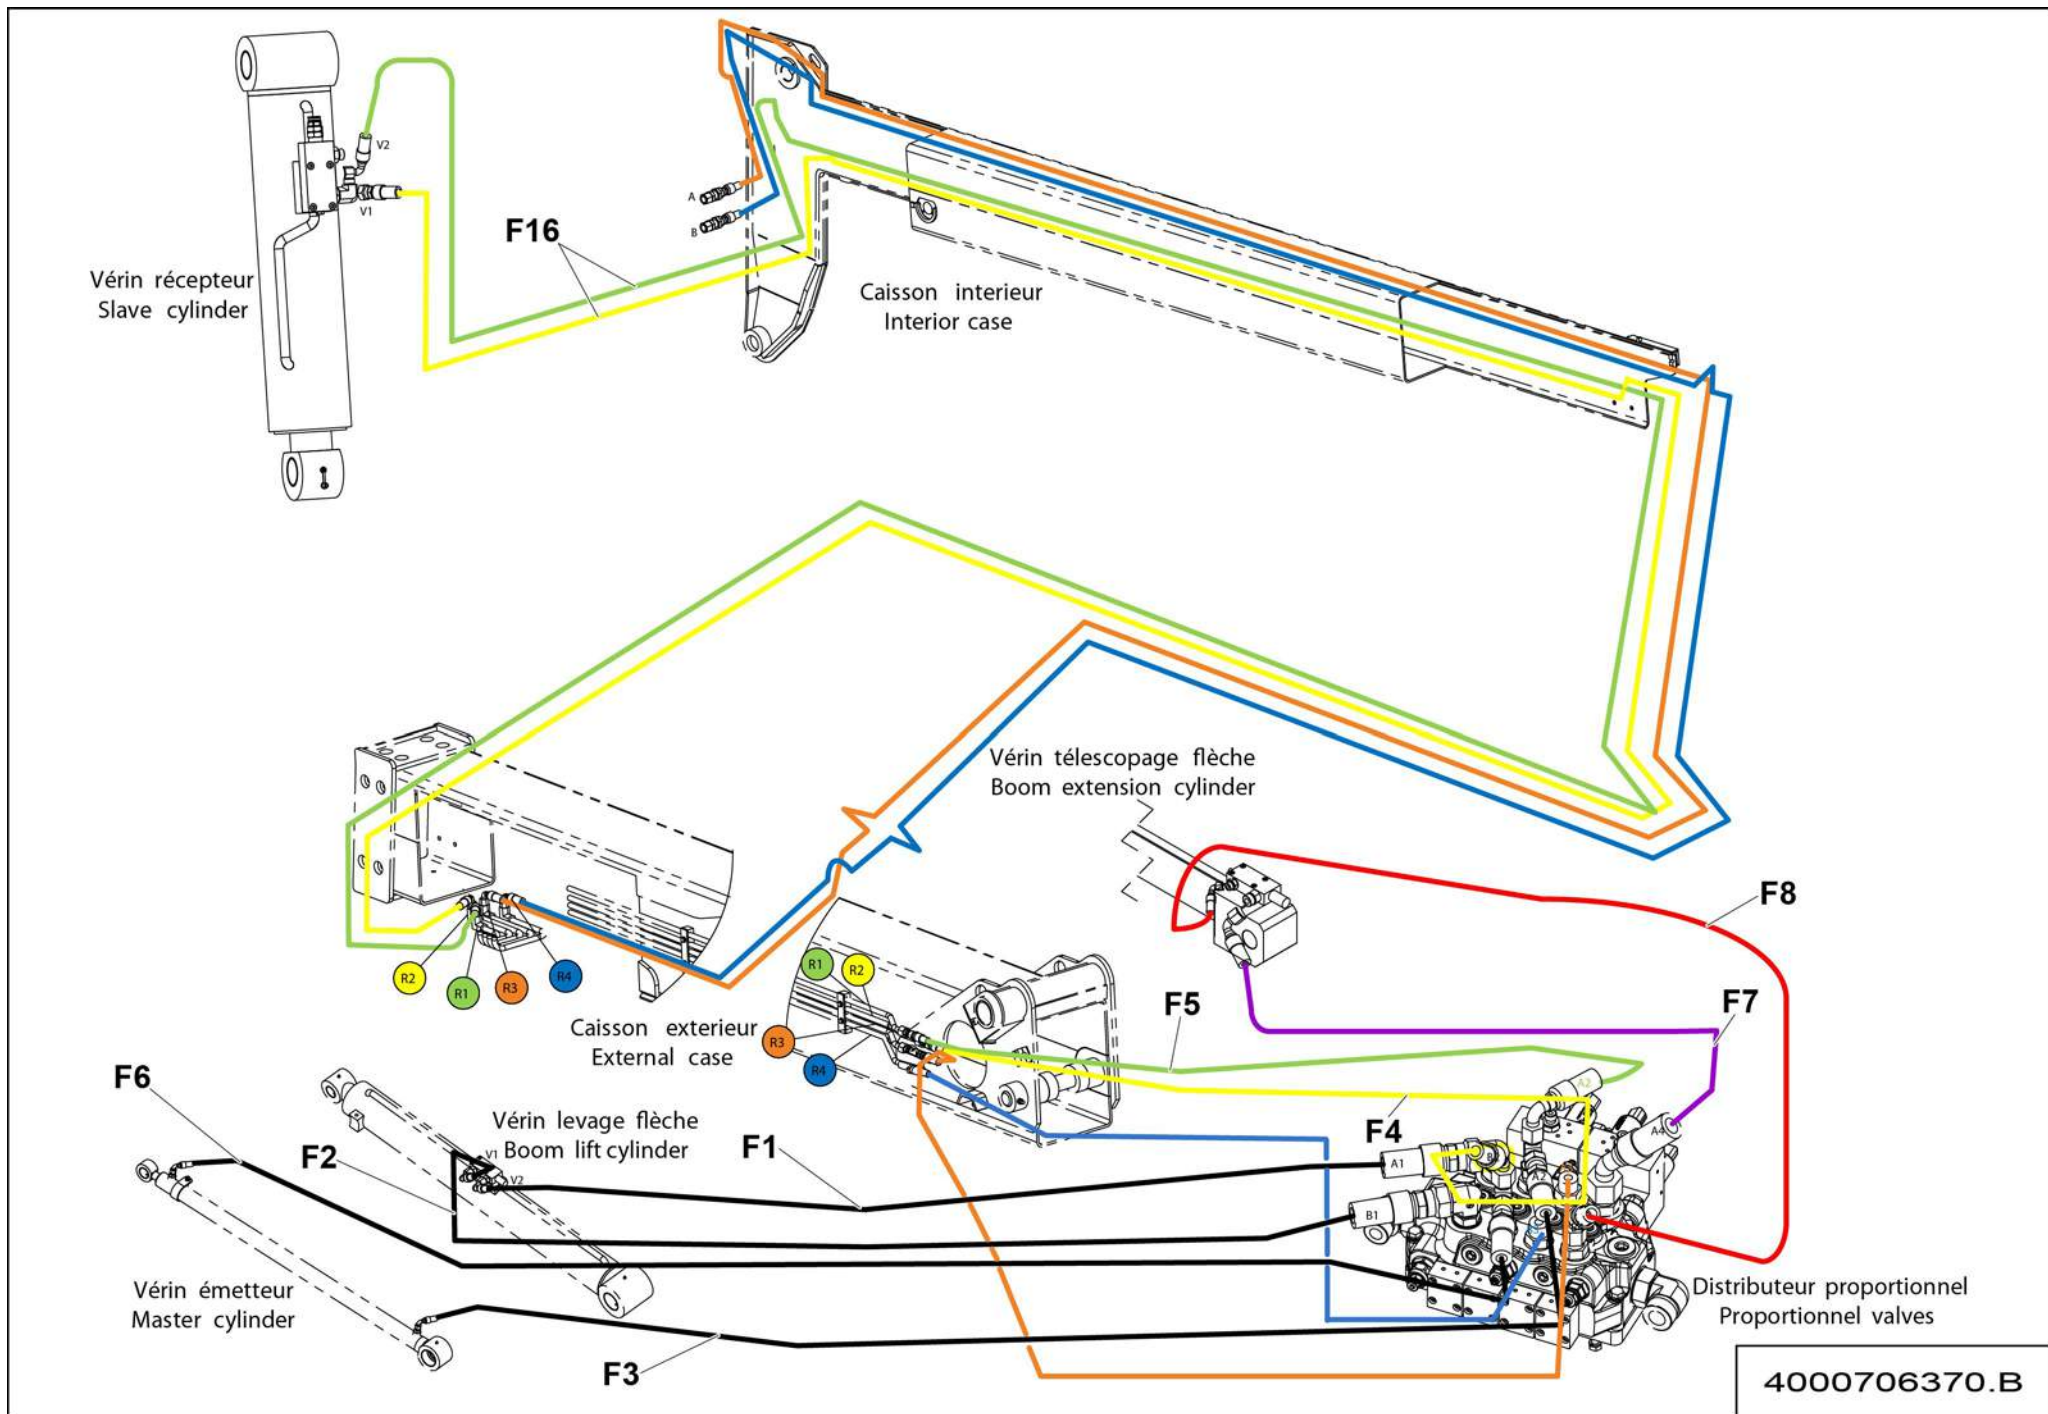 V2
V1
A
B
F16
Vérin récepteur
Slave cylinder
Caisson interieur
Interior case
Vérin télescopage flèche
Boom extension cylinder
F8
R2
R1
R3
R4
R1
R2
R3
R4
Caisson exterieur
External case
F5
F7
F6
F2
Vérin levage flèche
Boom lift cylinder
V1
V2
F1
F4
A2
A4
A1
B2
A2
B1
Vérin émetteur
Master cylinder
F3
Distributeur proportionnel
Proportionnel valves
4000706370.B